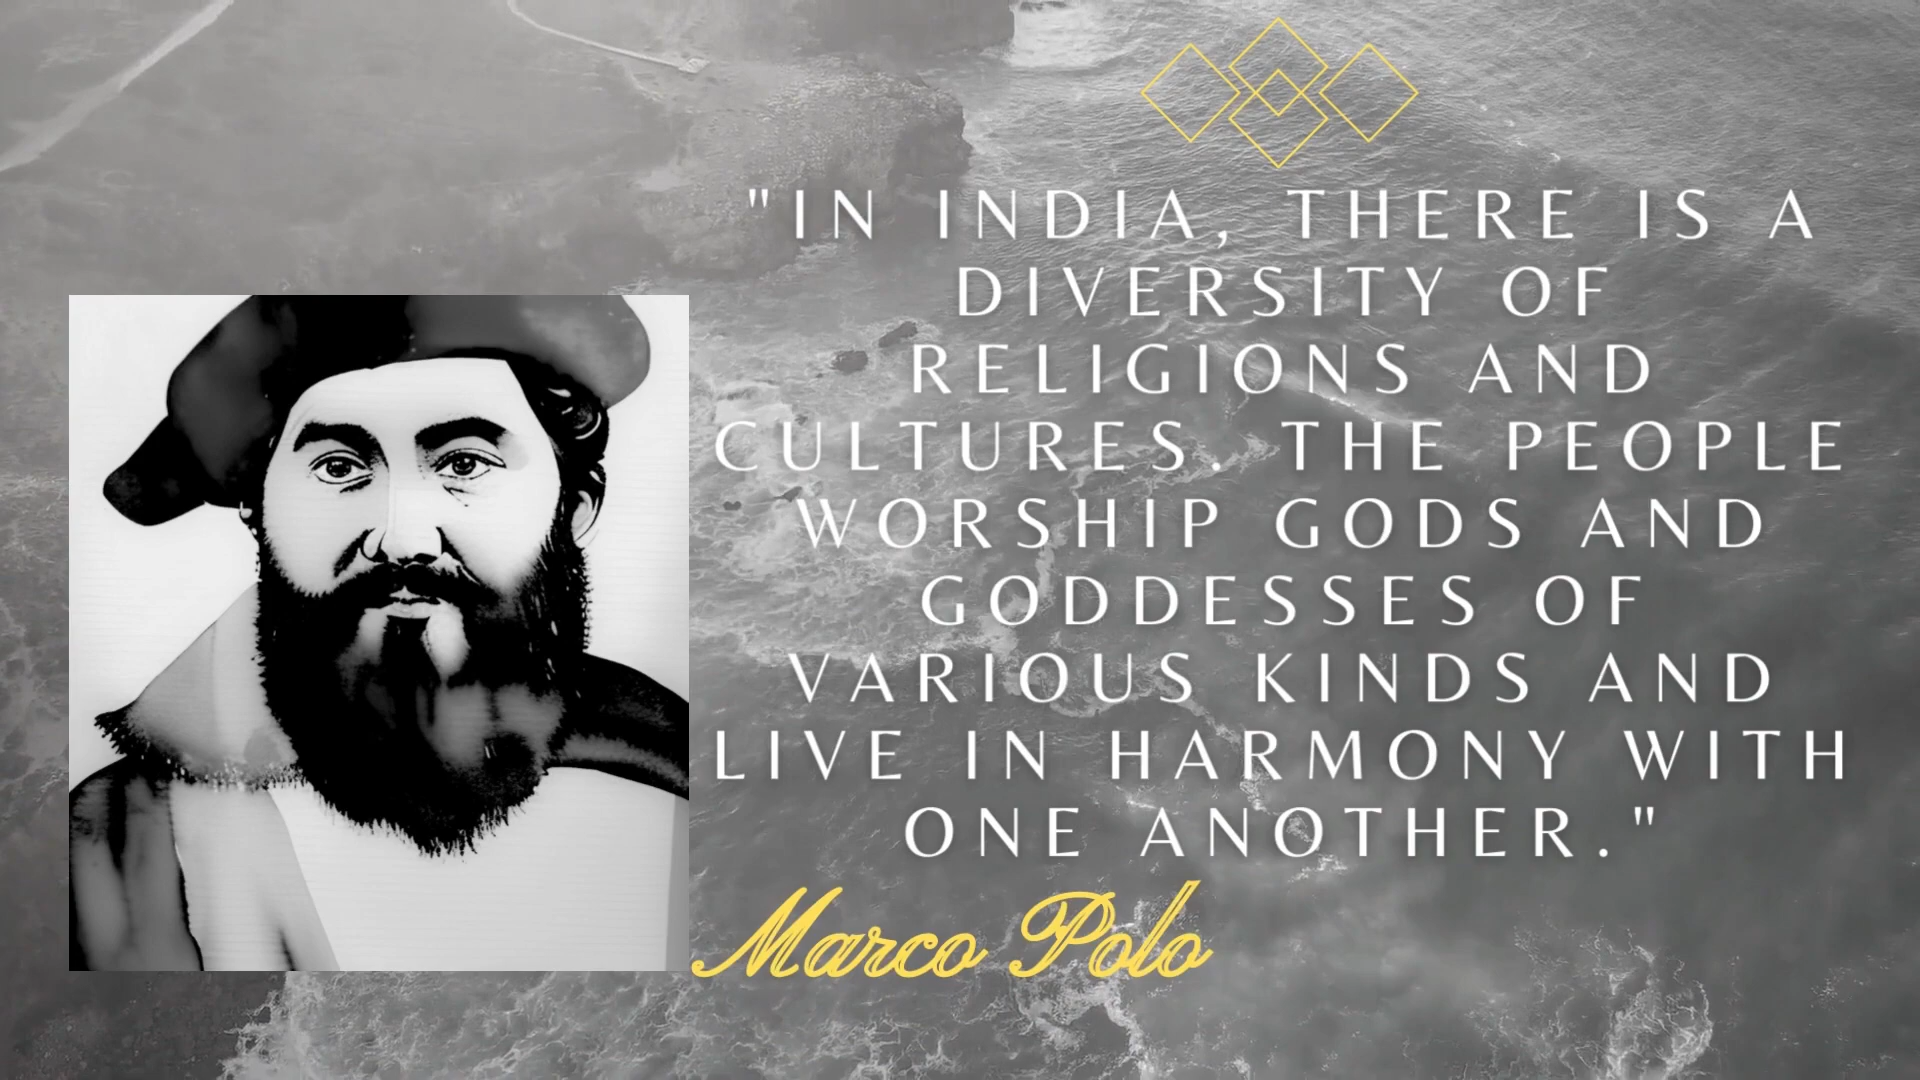 "IN INDIA, THERE IS A
DIVERSITY OF
RELIGIONS AND
CULTURES. THE PEOPLE
WORSHIP GODS AND
GODDESSES OF
VARIOUS KINDS AND
LIVE IN HARMONY WITH
ONE ANOTHER."
Marco Polo